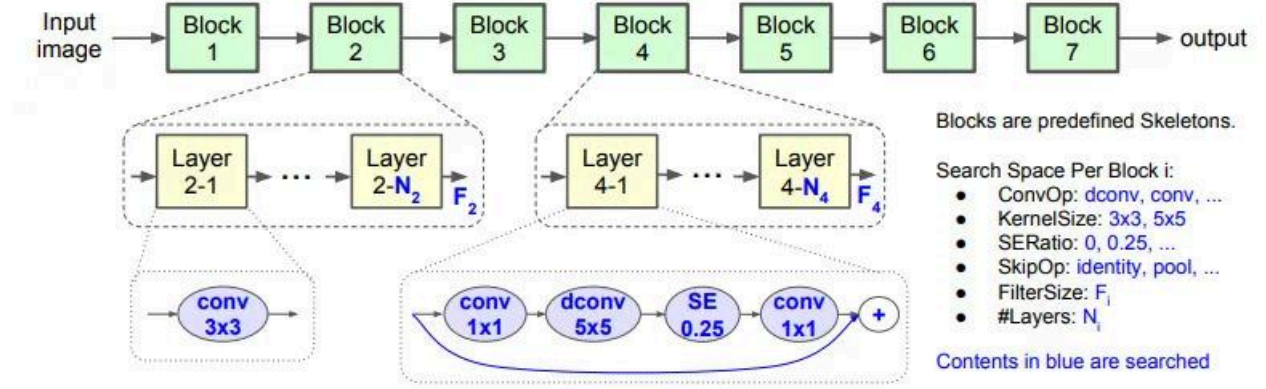 Input
image
Block
1
Block
2
Block
3
Block
4
Block
5
Block
6
Block
7
output
Layer
2-1
...
Layer
2-N₂
F₂
Layer
4-1
...
Layer
4-N₄
F₄
conv
3x3
conv
1x1
dconv
5x5
SE
0.25
conv
1x1
+
Blocks are predefined Skeletons.
Search Space Per Block i:
● ConvOp: dconv, conv, ...
● KernelSize: 3x3, 5x5
● SERatio: 0, 0.25, ...
● SkipOp: identity, pool, ...
● FilterSize: Fᵢ
● #Layers: Nᵢ
Contents in blue are searched